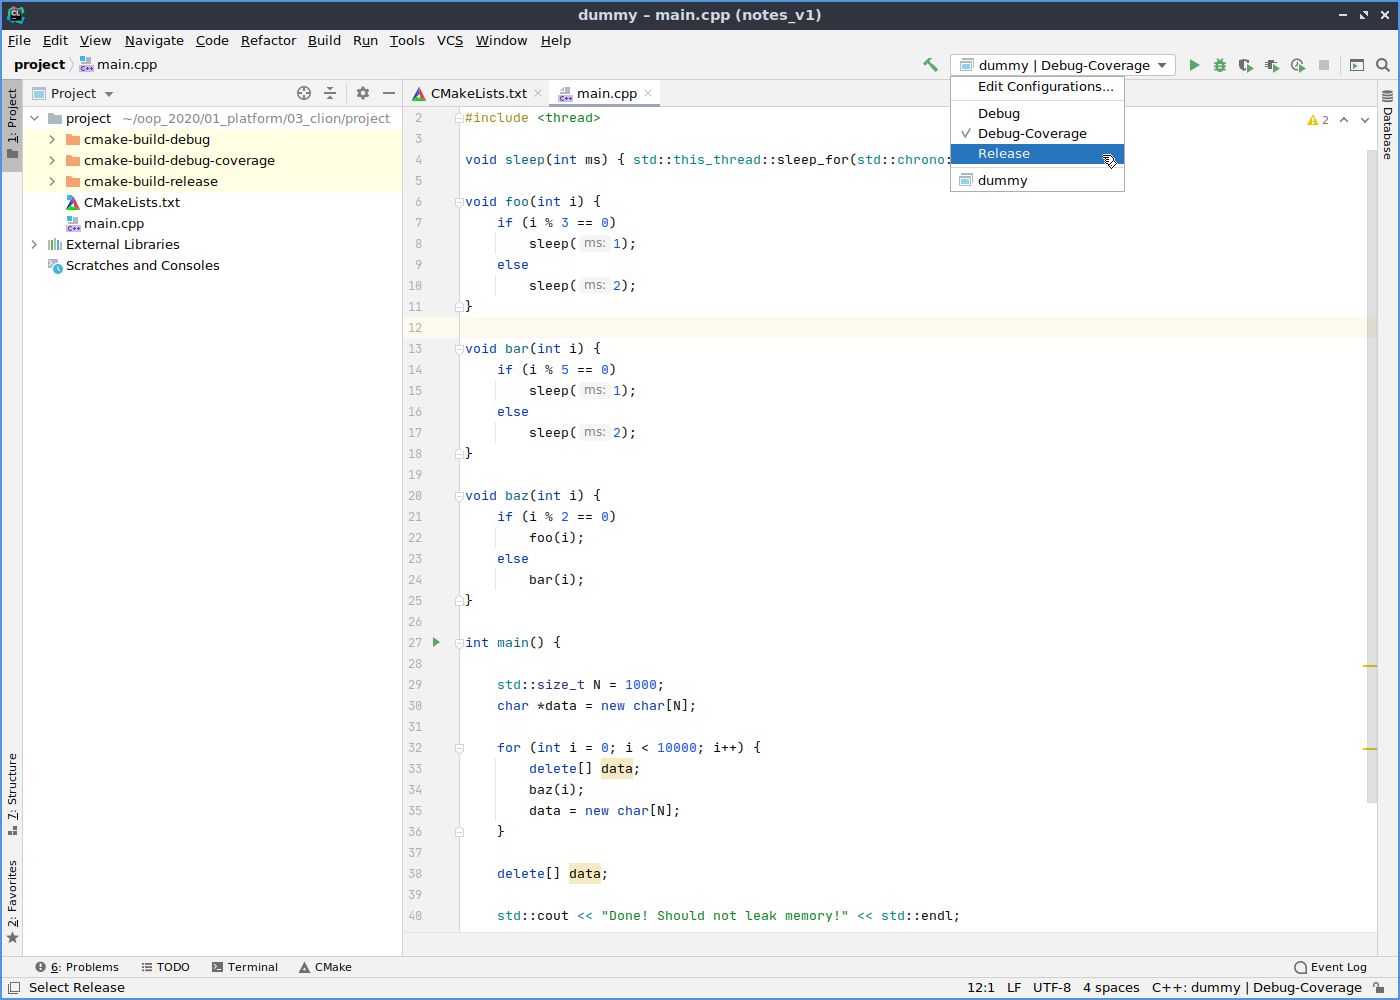 dummy – main.cpp (notes_v1)
File Edit View Navigate Code Refactor Build Run Tools VCS Window Help
project main.cpp
dummy | Debug-Coverage
Edit Configurations...
Debug
Debug-Coverage
Release
dummy
1: Project
7: Structure
2: Favorites
Project
project ~/oop_2020/01_platform/03_clion/project
cmake-build-debug
cmake-build-debug-coverage
cmake-build-release
CMakeLists.txt
main.cpp
External Libraries
Scratches and Consoles
CMakeLists.txt main.cpp
2
Database
2 #include <thread>
3
4 void sleep(int ms) { std::this_thread::sleep_for(std::chrono:
5
6 void foo(int i) {
7 if (i % 3 == 0)
8 sleep( ms: 1);
9 else
10 sleep( ms: 2);
11 }
12
13 void bar(int i) {
14 if (i % 5 == 0)
15 sleep( ms: 1);
16 else
17 sleep( ms: 2);
18 }
19
20 void baz(int i) {
21 if (i % 2 == 0)
22 foo(i);
23 else
24 bar(i);
25 }
26
27 int main() {
28
29 std::size_t N = 1000;
30 char *data = new char[N];
31
32 for (int i = 0; i < 10000; i++) {
33 delete[] data;
34 baz(i);
35 data = new char[N];
36 }
37
38 delete[] data;
39
40 std::cout << "Done! Should not leak memory!" << std::endl;
6: Problems TODO Terminal CMake Event Log
Select Release 12:1 LF UTF-8 4 spaces C++: dummy | Debug-Coverage